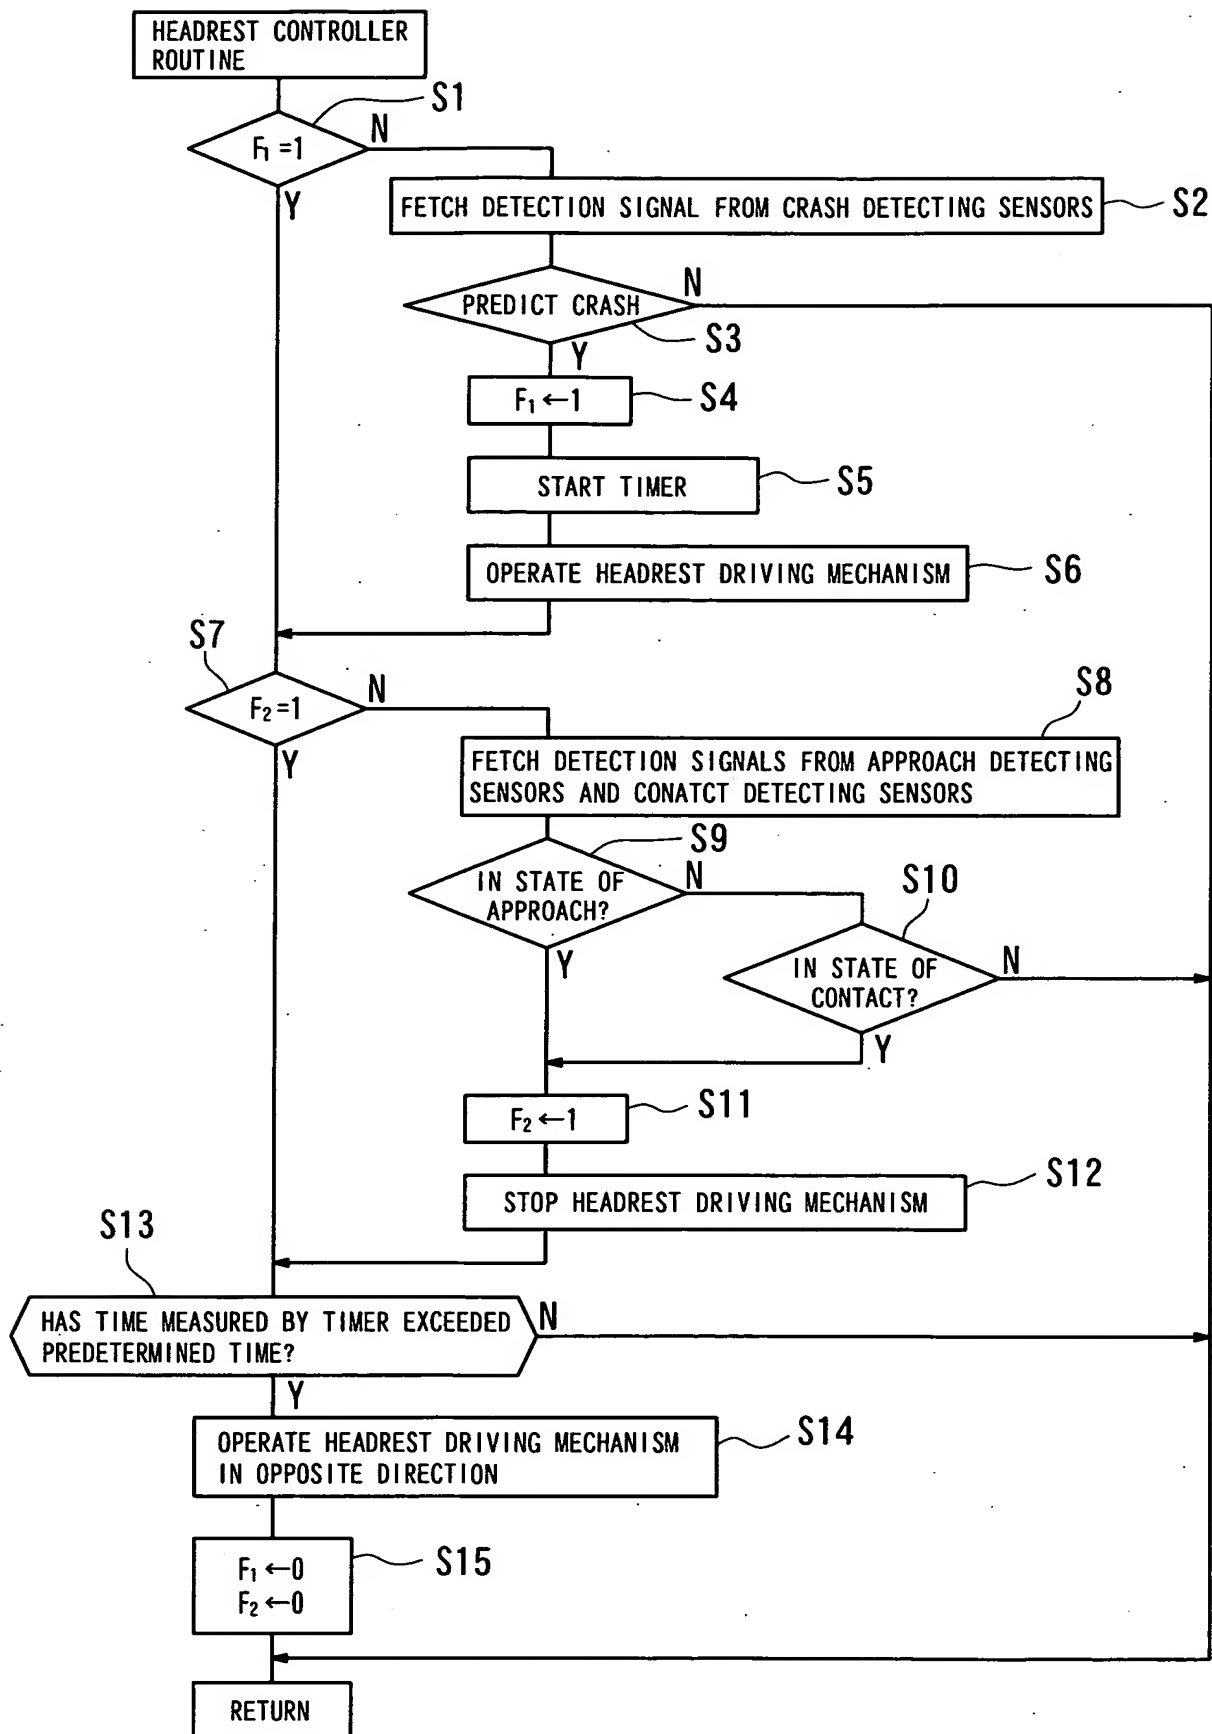 HEADREST CONTROLLER
ROUTINE
S1
F₁=1
N
Y
FETCH DETECTION SIGNAL FROM CRASH DETECTING SENSORS
S2
PREDICT CRASH
N
S3
Y
F₁←1
S4
START TIMER
S5
OPERATE HEADREST DRIVING MECHANISM
S6
S7
F₂=1
N
Y
S8
FETCH DETECTION SIGNALS FROM APPROACH DETECTING
SENSORS AND CONATCT DETECTING SENSORS
S9
IN STATE OF
APPROACH?
N
Y
S10
IN STATE OF
CONTACT?
N
Y
F₂←1
S11
STOP HEADREST DRIVING MECHANISM
S12
S13
HAS TIME MEASURED BY TIMER EXCEEDED
PREDETERMINED TIME?
N
Y
OPERATE HEADREST DRIVING MECHANISM
IN OPPOSITE DIRECTION
S14
F₁←0
F₂←0
S15
RETURN